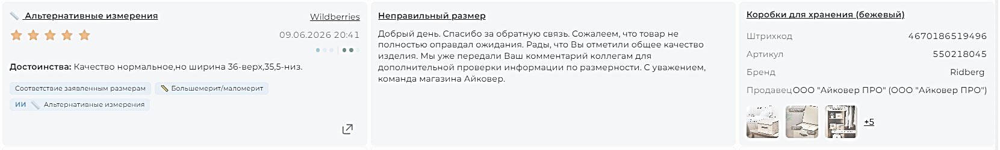 Альтернативные измерения
Wildberries
09.06.2026 20:41
Достоинства: Качество нормальное,но ширина 36-верх,35,5-низ.
Соответствие заявленным размерам
Большемерит/маломерит
ИИ Альтернативные измерения
Неправильный размер
Добрый день. Спасибо за обратную связь. Сожалеем, что товар не
полностью оправдал ожидания. Рады, что Вы отметили общее качество
изделия. Мы уже передали Ваш комментарий коллегам для
дополнительной проверки информации по размерности. С уважением,
команда магазина Айковер.
Коробки для хранения (бежевый)
Штрихкод 4670186519496
Артикул 550218045
Бренд Ridberg
Продавец ООО "Айковер ПРО" (ООО "Айковер ПРО")
+5